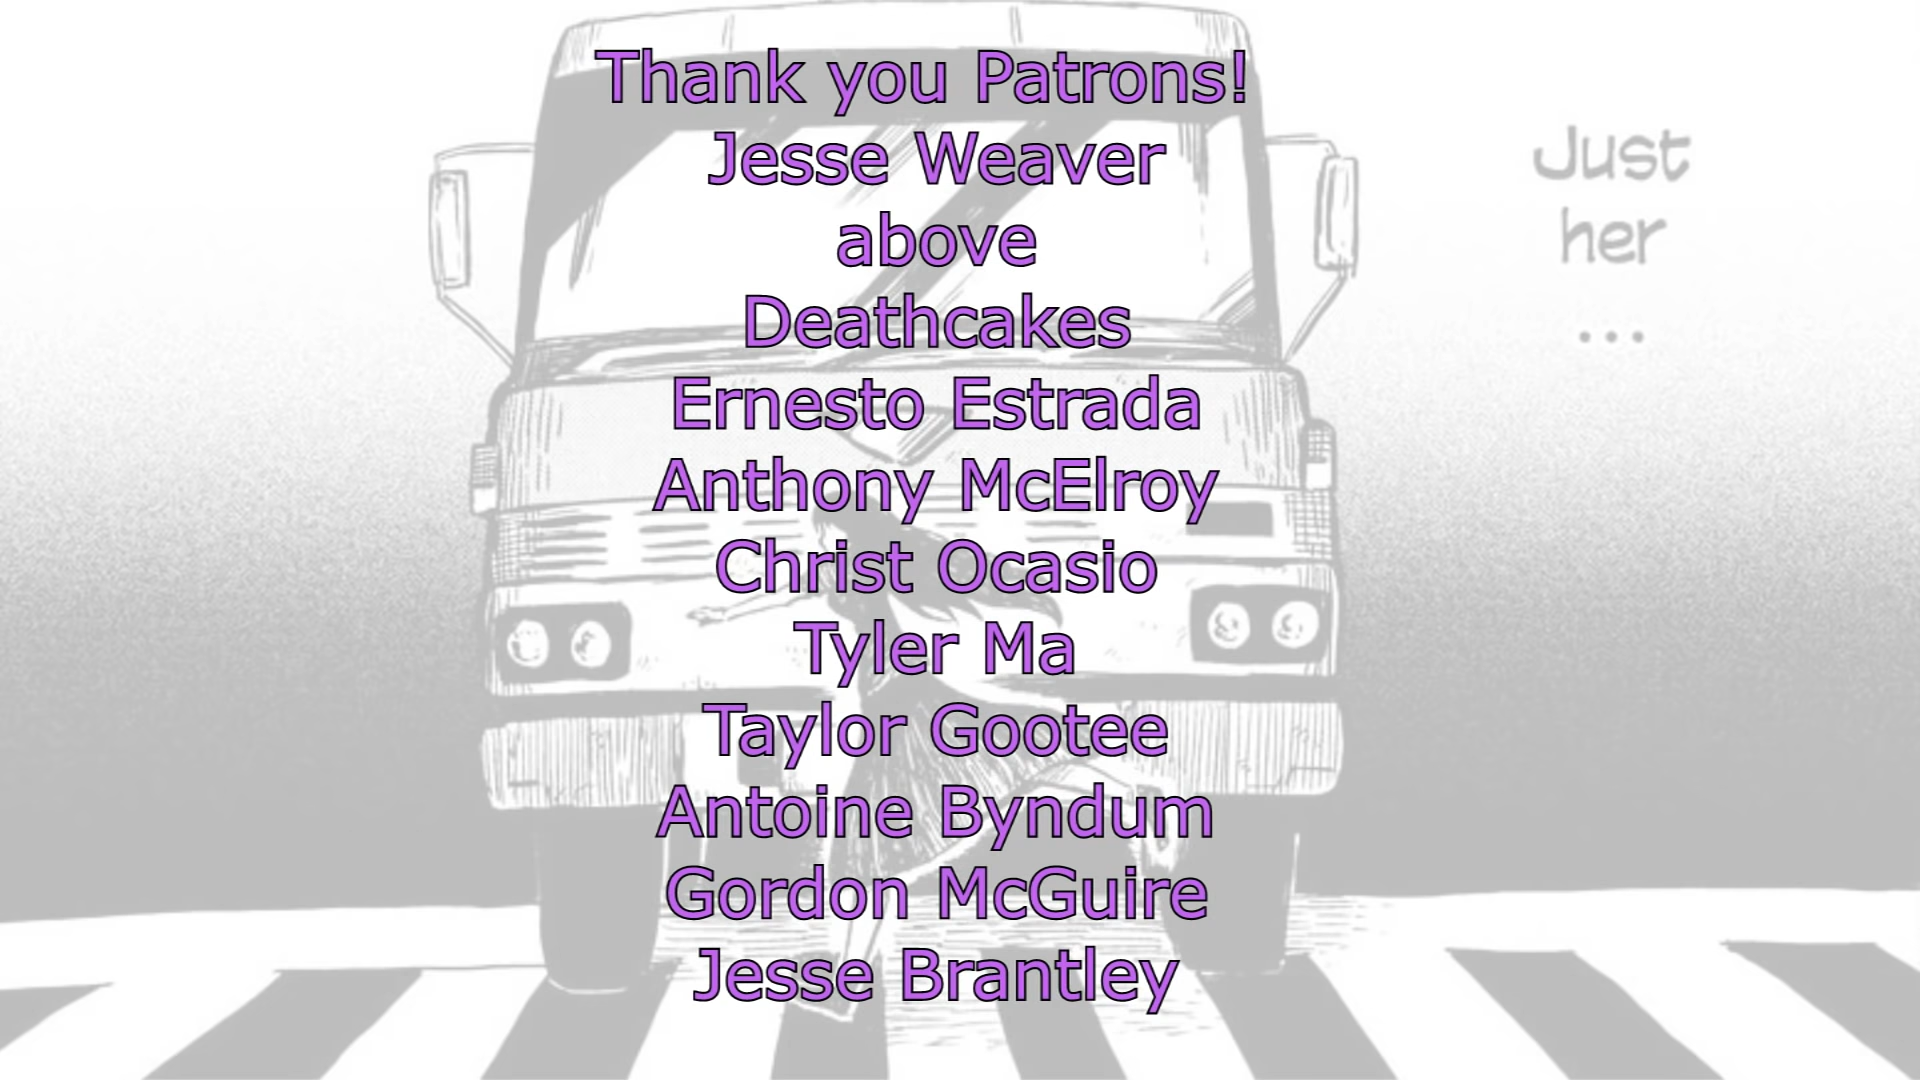 Thank you Patrons!
Jesse Weaver
above
Deathcakes
Ernesto Estrada
Anthony McElroy
Christ Ocasio
Tyler Ma
Taylor Gootee
Antoine Byndum
Gordon McGuire
Jesse Brantley
Just
her
...